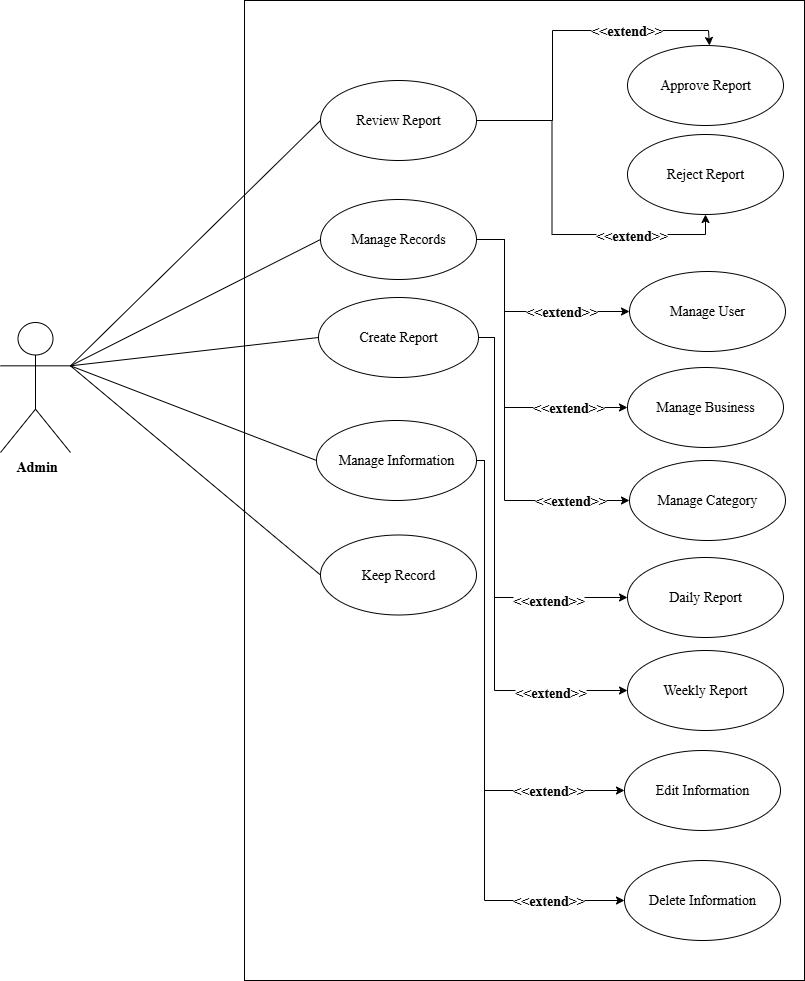 <<extend>>
Approve Report
Review Report
Reject Report
<<extend>>
Manage Records
<<extend>>
Manage User
Create Report
<<extend>>
Manage Business
Admin
Manage Information
<<extend>>
Manage Category
Keep Record
<<extend>>
Daily Report
<<extend>>
Weekly Report
<<extend>>
Edit Information
<<extend>>
Delete Information